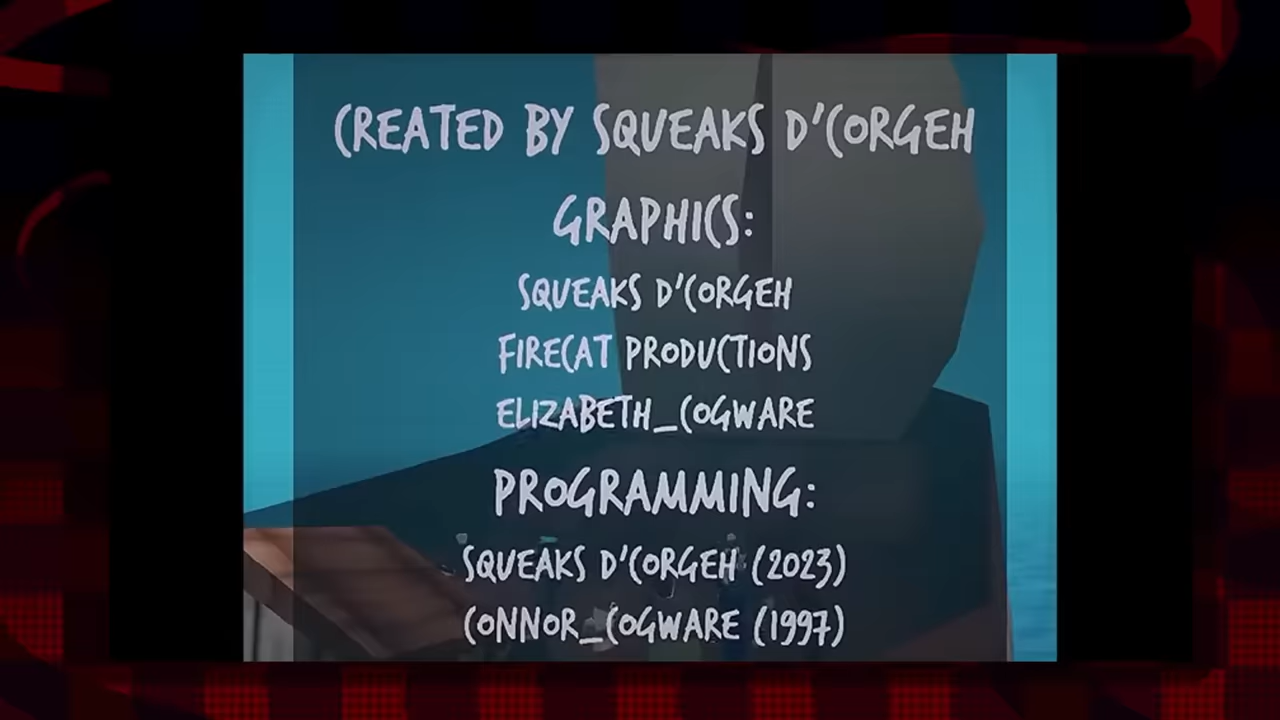 CREATED BY SQUEAKS D'CORGEH
GRAPHICS:
SQUEAKS D'CORGEH
FIRECAT PRODUCTIONS
ELIZABETH_COGWARE
PROGRAMMING:
SQUEAKS D'CORGEH (2023)
CONNOR_COGWARE (1997)